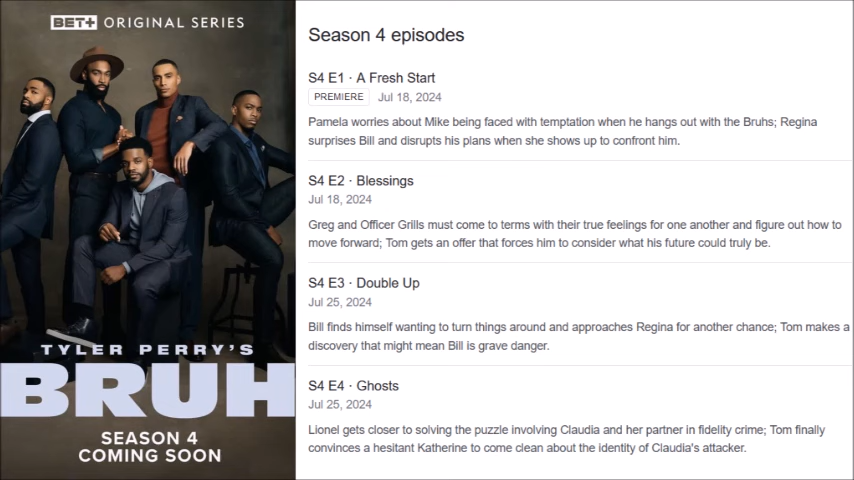 BET+ ORIGINAL SERIES
TYLER PERRY'S
BRUH
SEASON 4
COMING SOON
Season 4 episodes
S4 E1 · A Fresh Start
PREMIERE Jul 18, 2024
Pamela worries about Mike being faced with temptation when he hangs out with the Bruhs; Regina
surprises Bill and disrupts his plans when she shows up to confront him.
S4 E2 · Blessings
Jul 18, 2024
Greg and Officer Grills must come to terms with their true feelings for one another and figure out how to
move forward; Tom gets an offer that forces him to consider what his future could truly be.
S4 E3 · Double Up
Jul 25, 2024
Bill finds himself wanting to turn things around and approaches Regina for another chance; Tom makes a
discovery that might mean Bill is grave danger.
S4 E4 · Ghosts
Jul 25, 2024
Lionel gets closer to solving the puzzle involving Claudia and her partner in fidelity crime; Tom finally
convinces a hesitant Katherine to come clean about the identity of Claudia's attacker.